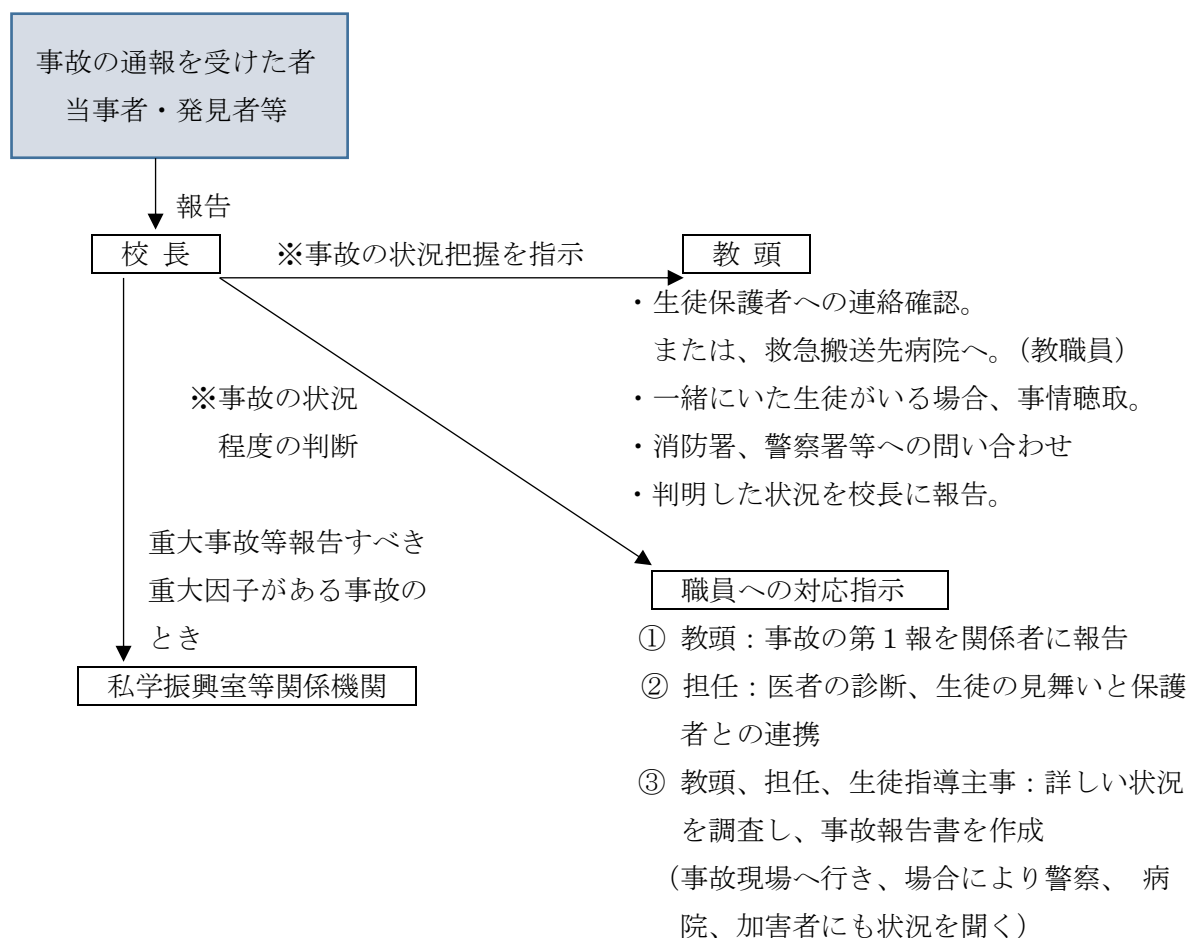 事故の通報を受けた者
当事者・発見者等
報告
校 長
※事故の状況把握を指示
教 頭
・生徒保護者への連絡確認。
または、救急搬送先病院へ。（教職員）
・一緒にいた生徒がいる場合、事情聴取。
・消防署、警察署等への問い合わせ
・判明した状況を校長に報告。
※事故の状況
程度の判断
重大事故等報告すべき
重大因子がある事故の
とき
私学振興室等関係機関
職員への対応指示
① 教頭：事故の第１報を関係者に報告
② 担任：医者の診断、生徒の見舞いと保護
者との連携
③ 教頭、担任、生徒指導主事：詳しい状況
を調査し、事故報告書を作成
（事故現場へ行き、場合により警察、 病
院、加害者にも状況を聞く）